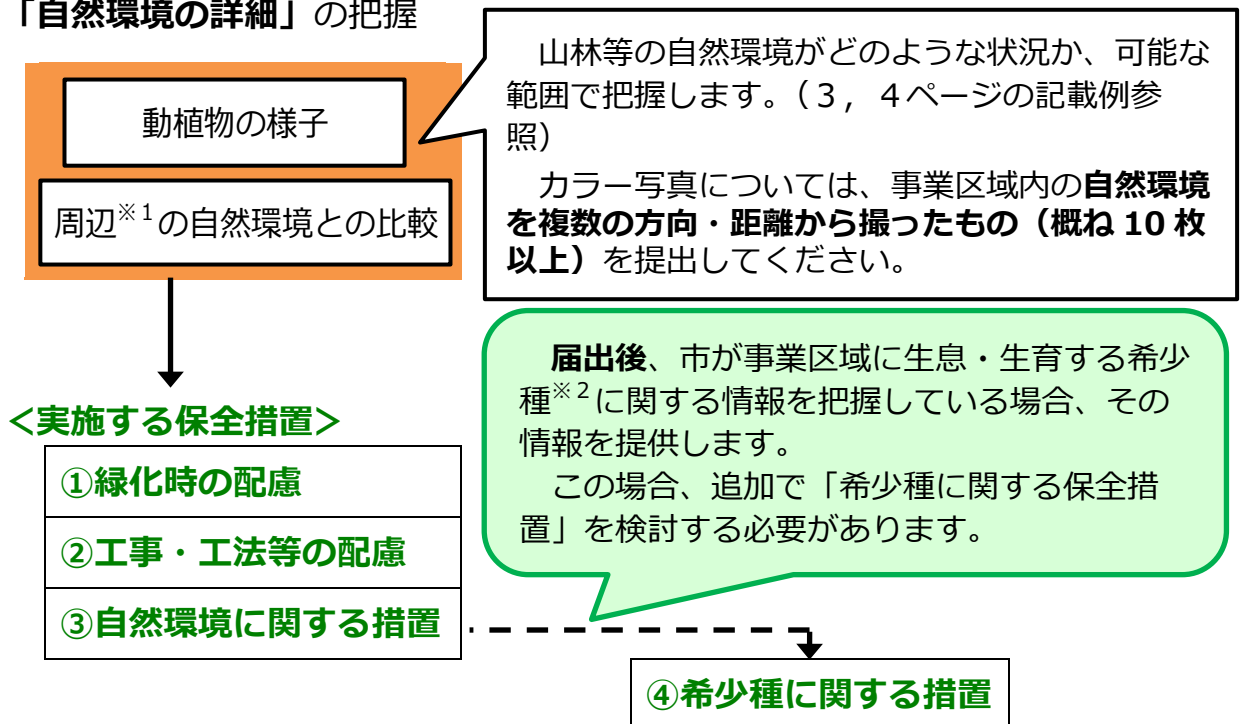 「自然環境の詳細」の把握
動植物の様子
周辺※1の自然環境との比較
山林等の自然環境がどのような状況か、可能な
範囲で把握します。(3,4ページの記載例参
照)
カラー写真については、事業区域内の自然環境
を複数の方向・距離から撮ったもの(概ね 10 枚
以上)を提出してください。
届出後、市が事業区域に生息・生育する希少
種※2に関する情報を把握している場合、その
情報を提供します。
この場合、追加で「希少種に関する保全措
置」を検討する必要があります。
<実施する保全措置>
①緑化時の配慮
②工事・工法等の配慮
③自然環境に関する措置
④希少種に関する措置